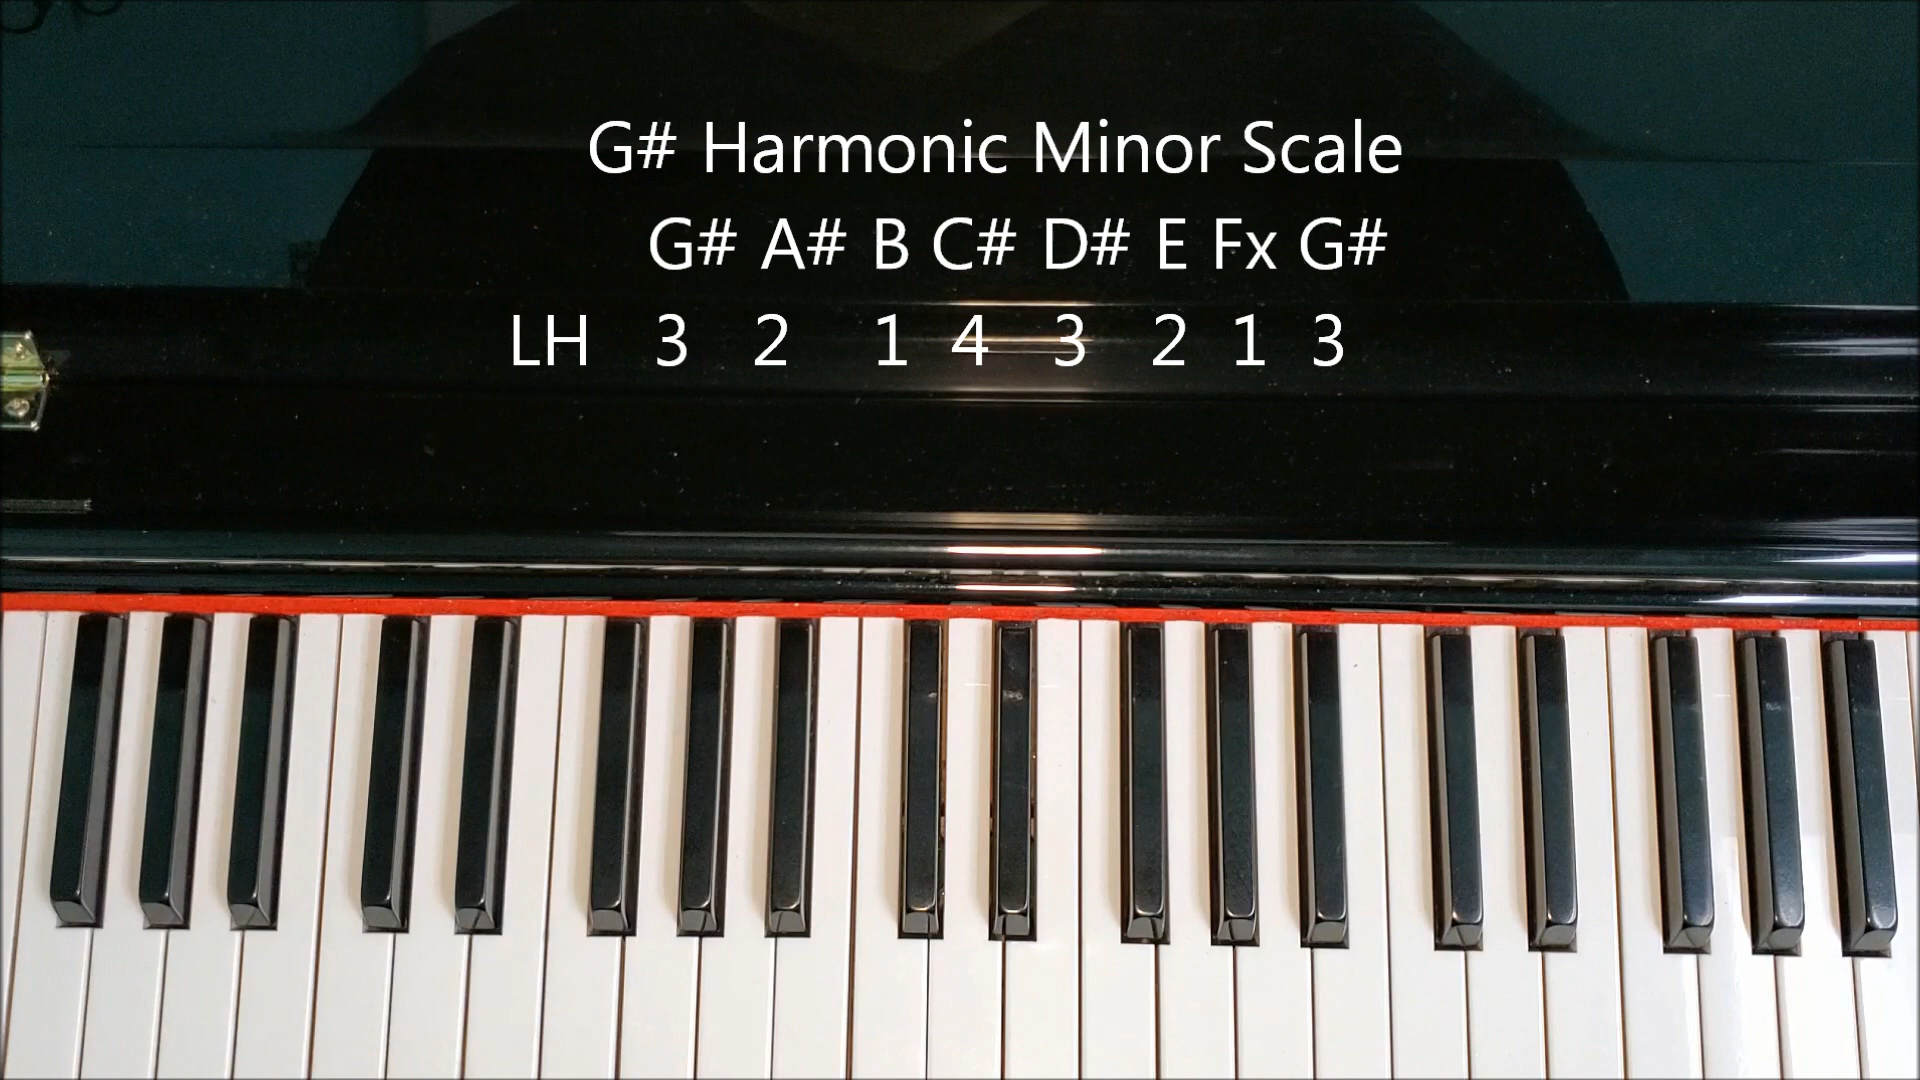 G# Harmonic Minor Scale
G# A# B C# D# E Fx G#
LH 3 2 1 4 3 2 1 3